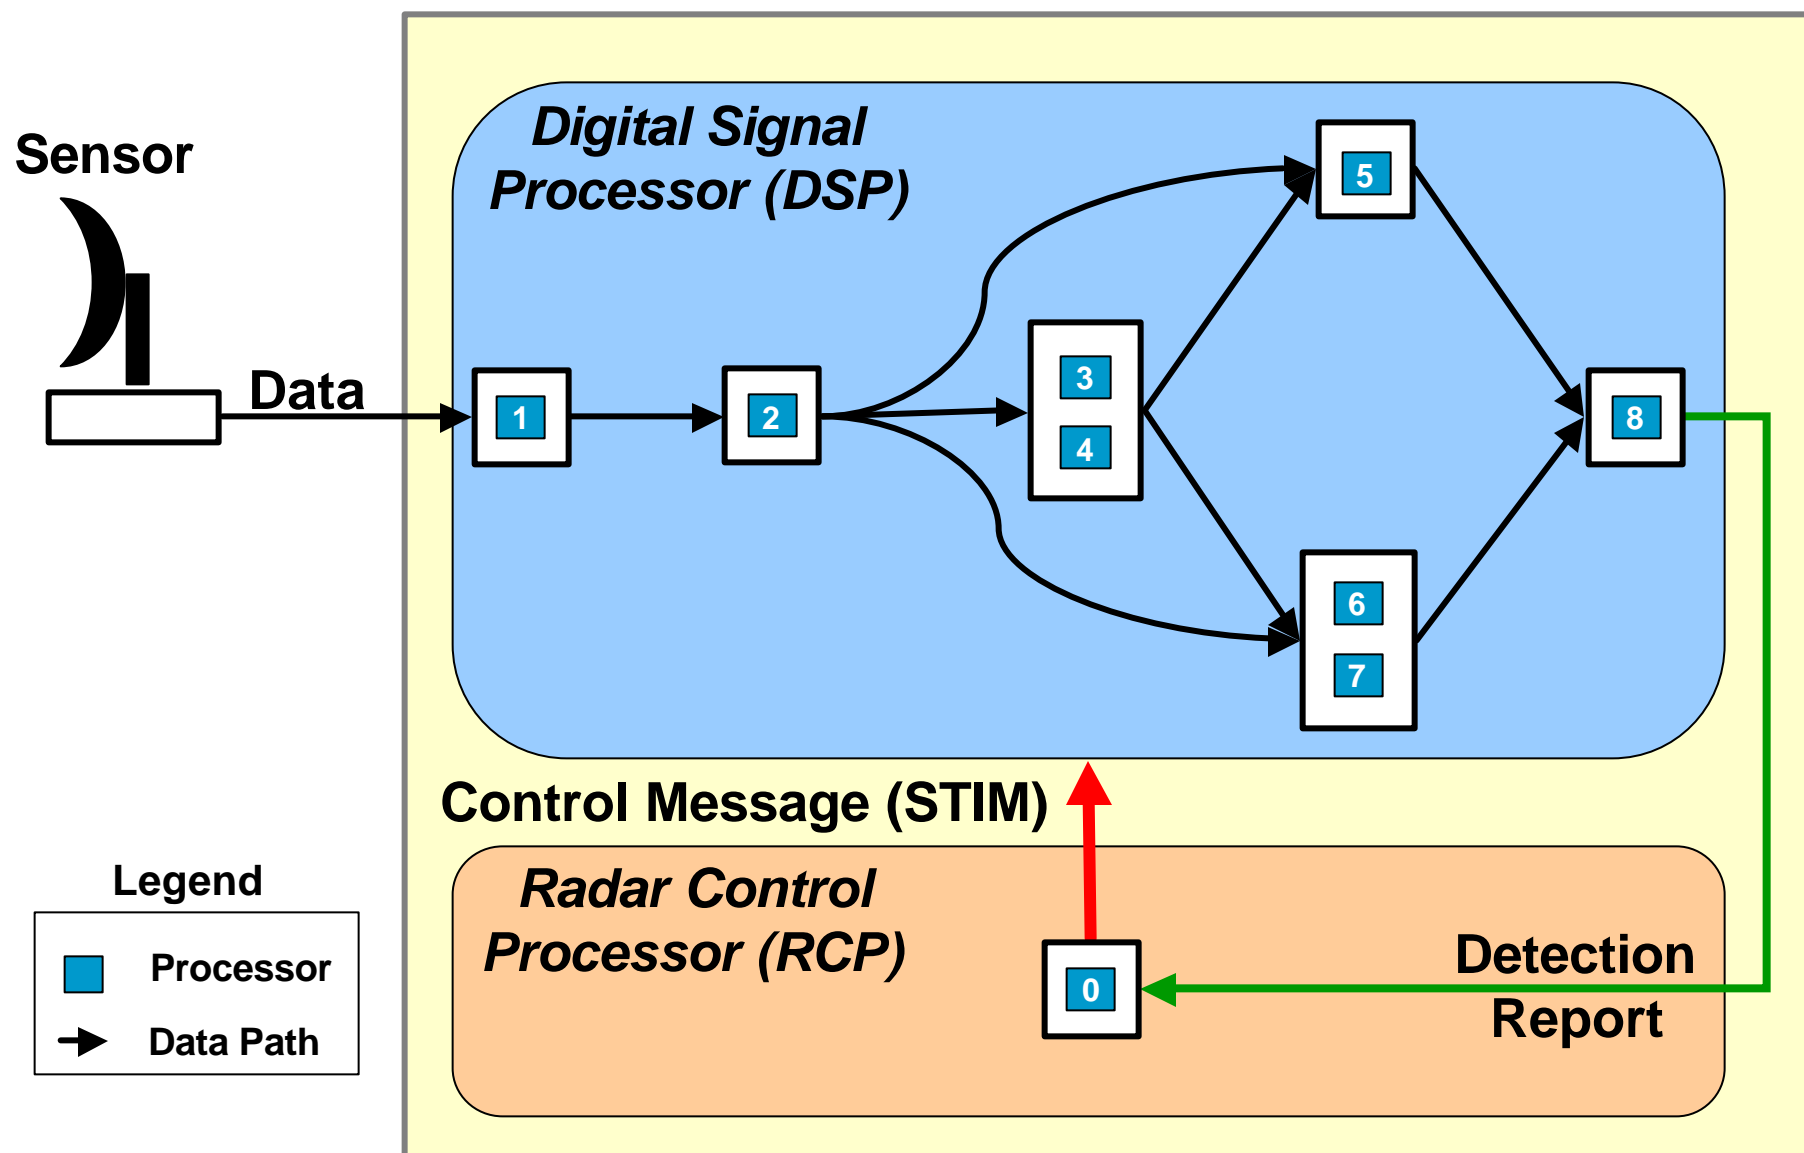 Sensor
Data
Digital Signal
Processor (DSP)
1
2
3
4
5
6
7
8
Control Message (STIM)
Radar Control
Processor (RCP)
0
Detection
Report
Legend
Processor
Data Path